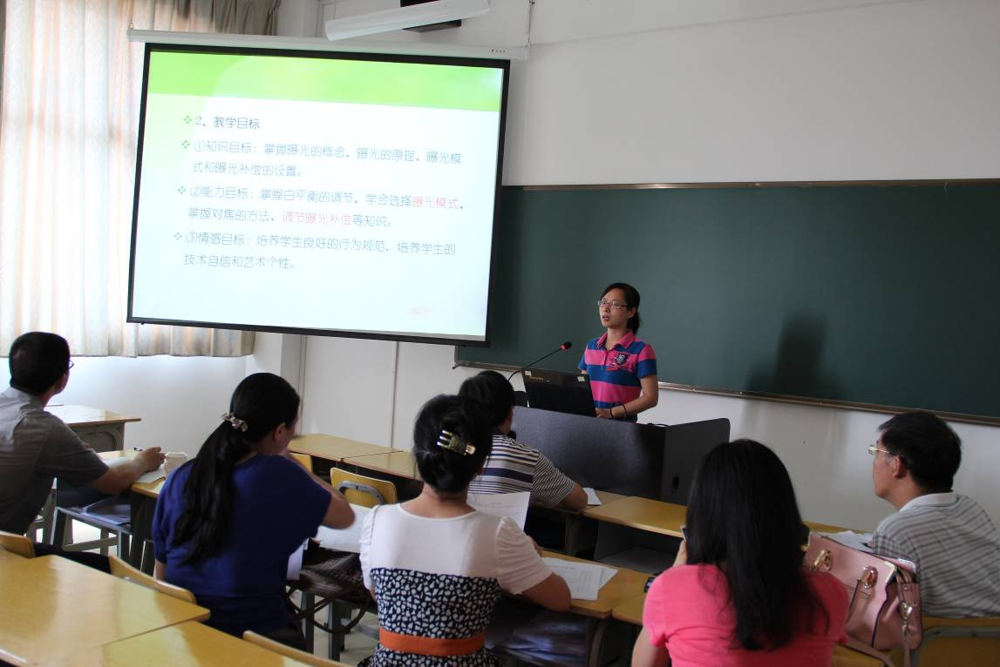 2、教学目标
①知识目标：掌握曝光的概念、曝光的原理、曝光模
式和曝光补偿的设置。
②能力目标：掌握白平衡的调节、学会选择曝光模式、
掌握对焦的方法、调节曝光补偿等知识。
③情感目标：培养学生良好的行为规范、培养学生的
技术自信和艺术个性。